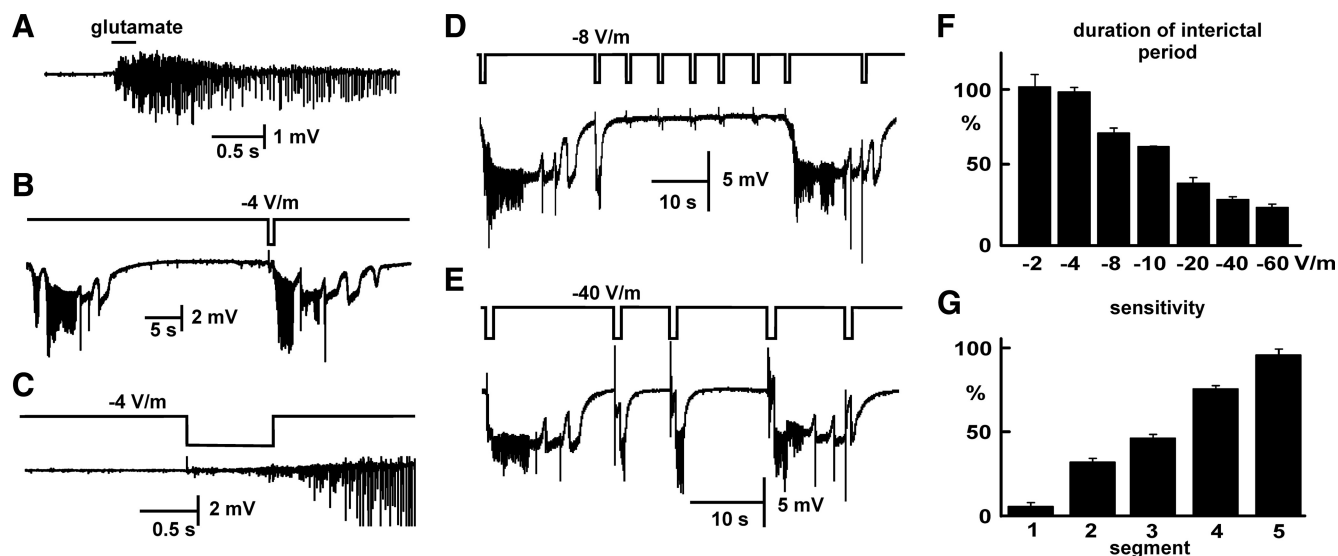 A
glutamate
0.5 s
1 mV
B
-4 V/m
5 s
2 mV
C
-4 V/m
0.5 s
2 mV
D
-8 V/m
10 s
5 mV
E
-40 V/m
10 s
5 mV
F
duration of interictal
period
100
%
50
0
-2 -4 -8 -10 -20 -40 -60 V/m
G
sensitivity
100
%
50
0
1 2 3 4 5
segment